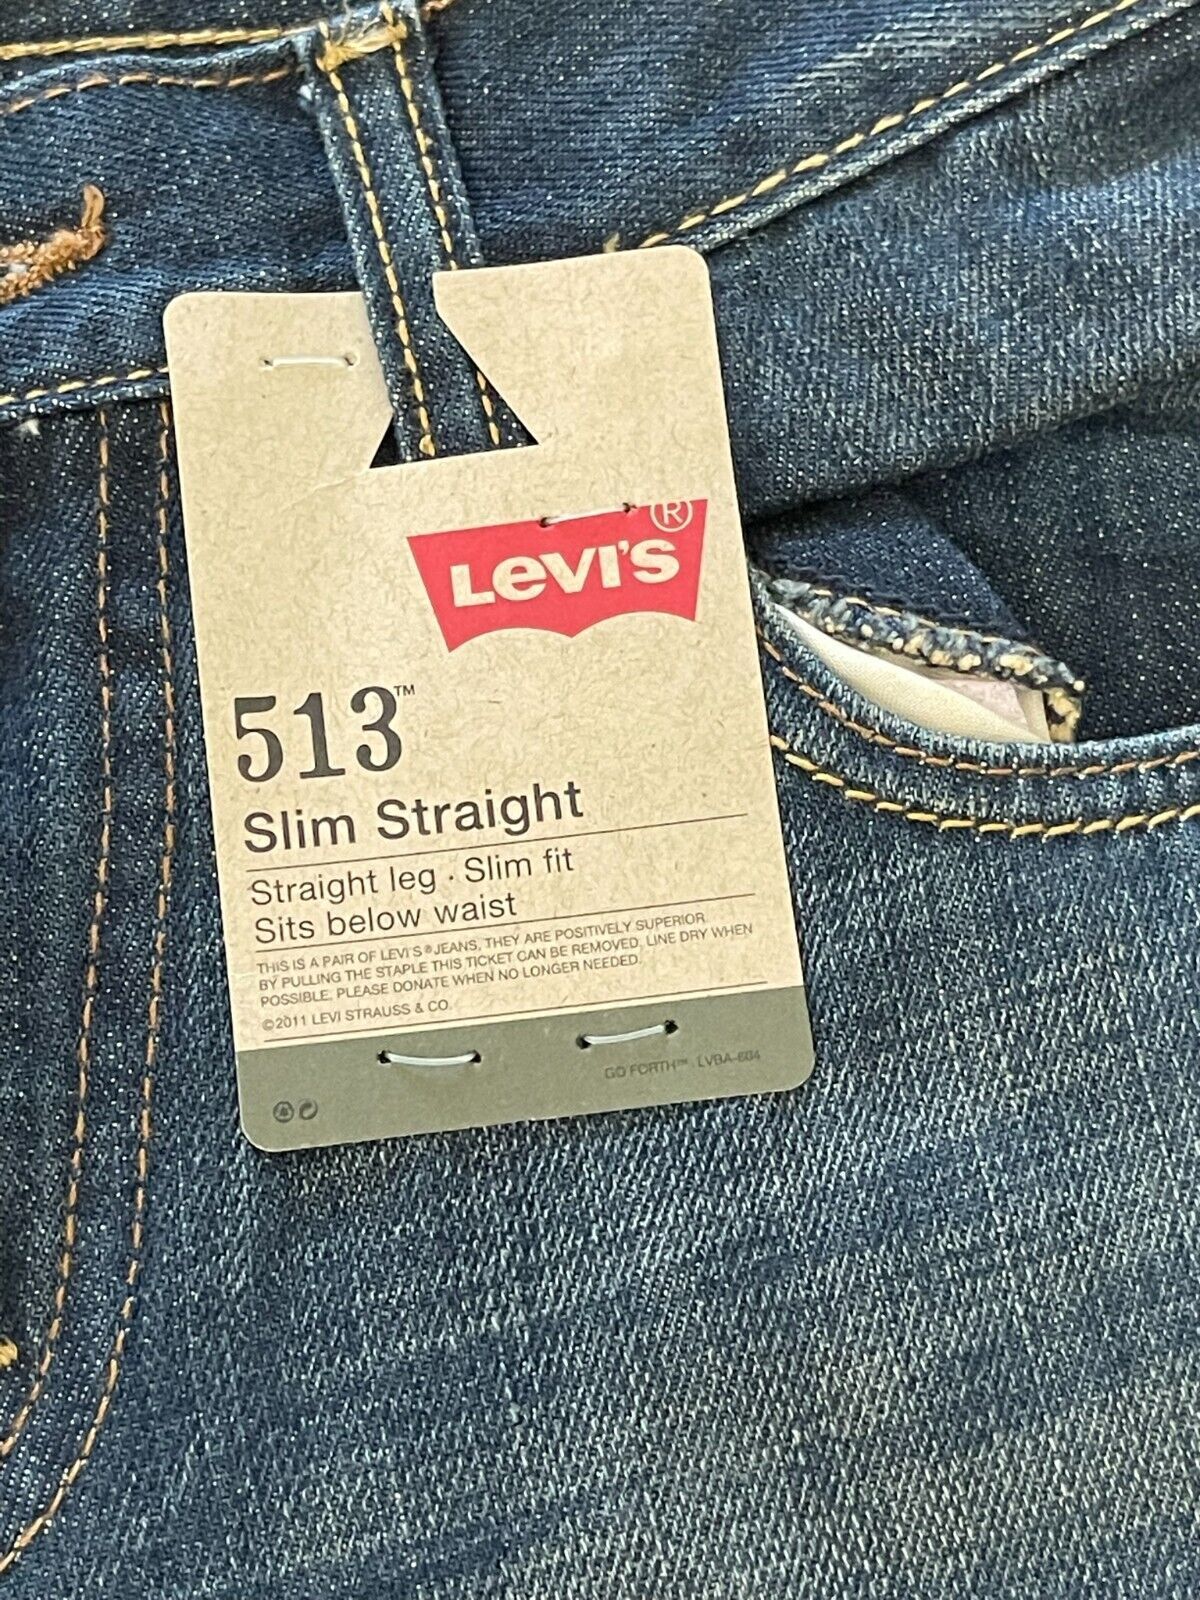 LEVI'S®
513™
Slim Straight
Straight leg · Slim fit
Sits below waist
THIS IS A PAIR OF LEVI'S® JEANS, THEY ARE POSITIVELY SUPERIOR
BY PULLING THE STAPLE THIS TICKET CAN BE REMOVED. LINE DRY WHEN
POSSIBLE. PLEASE DONATE WHEN NO LONGER NEEDED.
©2011 LEVI STRAUSS & CO.
GO FORTH™ . LVBA-684